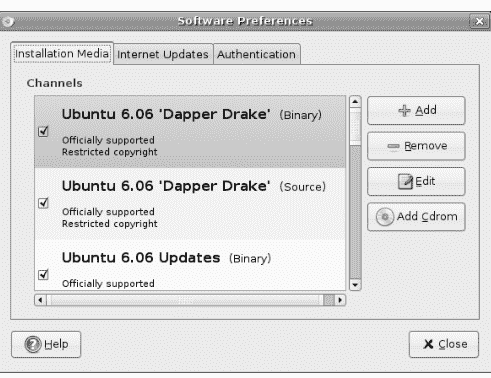 Software Preferences
Installation Media Internet Updates Authentication
Channels
Ubuntu 6.06 'Dapper Drake' (Binary)
Officially supported
Restricted copyright
Ubuntu 6.06 'Dapper Drake' (Source)
Officially supported
Restricted copyright
Ubuntu 6.06 Updates (Binary)
Officially supported
Add
Remove
Edit
Add Cdrom
Help
Close